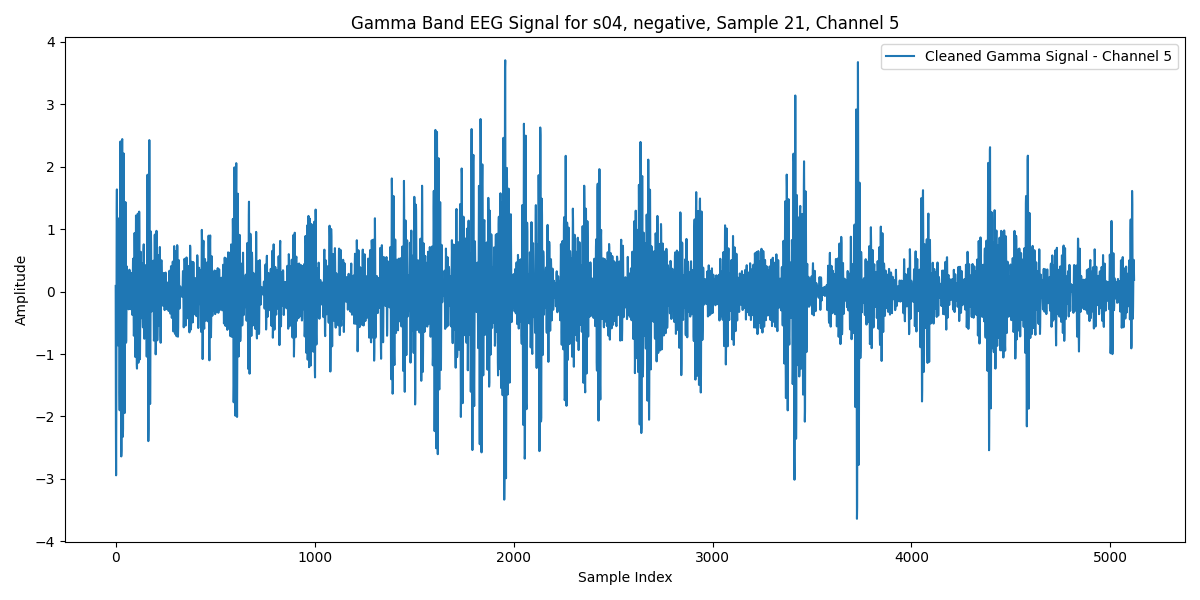 Gamma Band EEG Signal for s04, negative, Sample 21, Channel 5
Cleaned Gamma Signal - Channel 5
Amplitude
4
3
2
1
0
−1
−2
−3
−4
0 1000 2000 3000 4000 5000
Sample Index